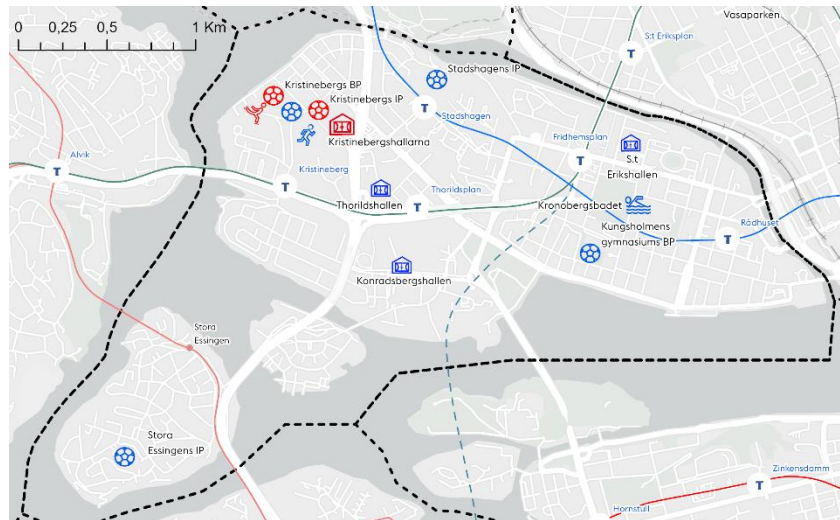 0 0,25 0,5 1 Km
Vasaparken
S:t Eriksplan
T
Stadshagens IP
Kristinebergs BP
Kristinebergs IP
T
Stadshagen
Kristinebergshallarna
Fridhemsplan
T
S.t
Erikshallen
Alvik
T
Kristineberg
T
Thorildshallen
Thorildsplan
T
Kronobergsbadet
Kungsholmens
gymnasiums BP
Rådhuset
T
Konradsbergshallen
Stora
Essingen
Stora
Essingens IP
Zinkensdamm
T
Hornstull
T